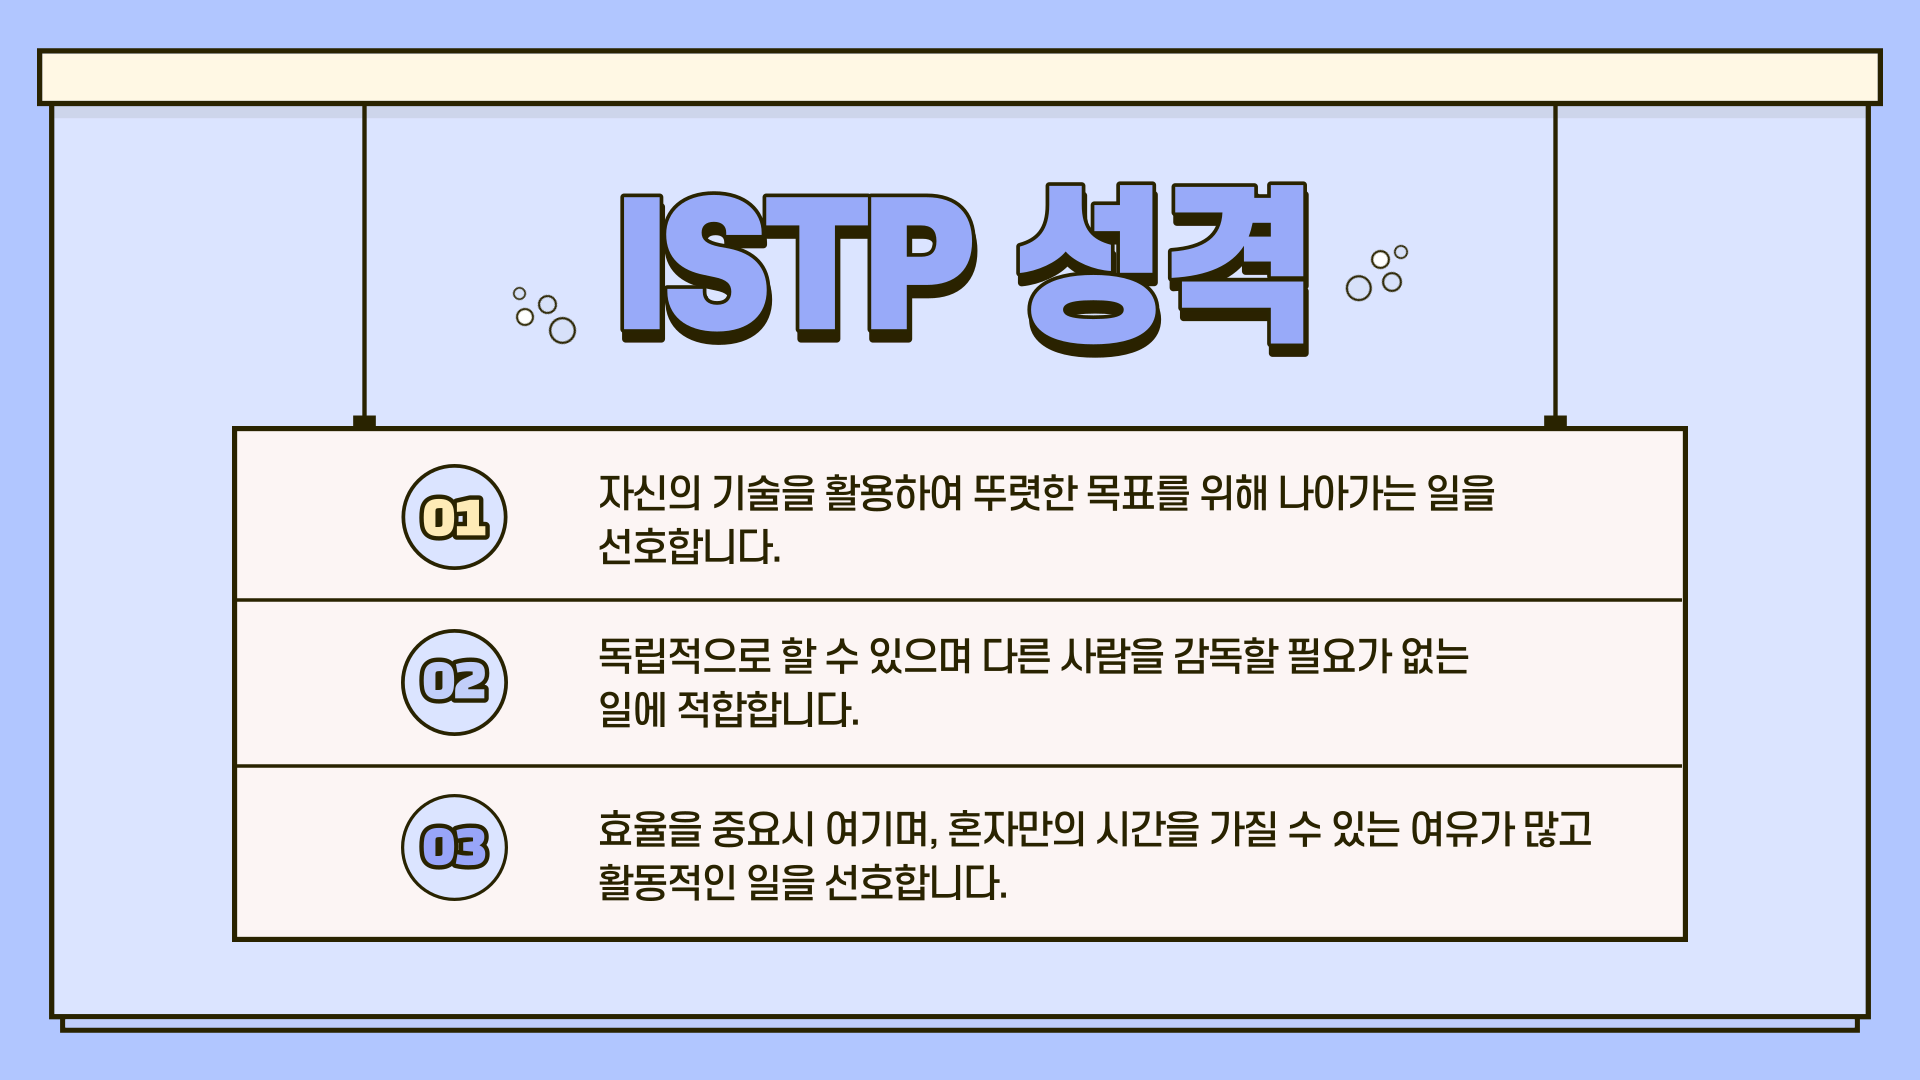 ISTP 성격
01
자신의 기술을 활용하여 뚜렷한 목표를 위해 나아가는 일을
선호합니다.
02
독립적으로 할 수 있으며 다른 사람을 감독할 필요가 없는
일에 적합합니다.
03
효율을 중요시 여기며, 혼자만의 시간을 가질 수 있는 여유가 많고
활동적인 일을 선호합니다.